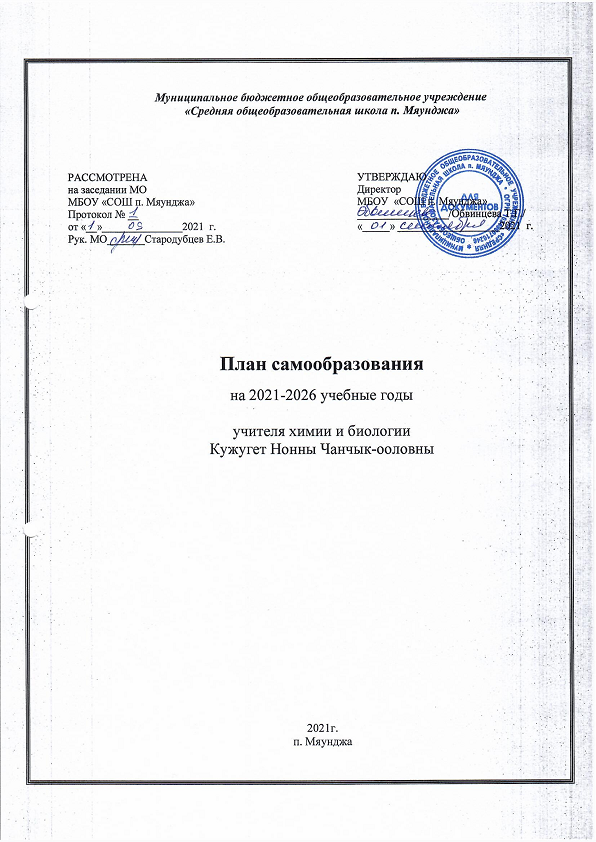 Муниципальное бюджетное общеобразовательное учреждение
«Средняя общеобразовательная школа п. Мяунджа»
РАССМОТРЕНА
на заседании МО
МБОУ «СОШ п. Мяунджа»
Протокол № 1
от « 1 » 09 2021 г.
Рук. МО Стародубцев Е.В.
УТВЕРЖДАЮ
Директор
МБОУ «СОШ п. Мяунджа»
/Обвинцева
« 01 » сентября 2021 г.
ДЛЯ
ДОКУМЕНТОВ
План самообразования
на 2021-2026 учебные годы
учителя химии и биологии
Кужугет Нонны Чанчык-ооловны
2021г.
п. Мяунджа